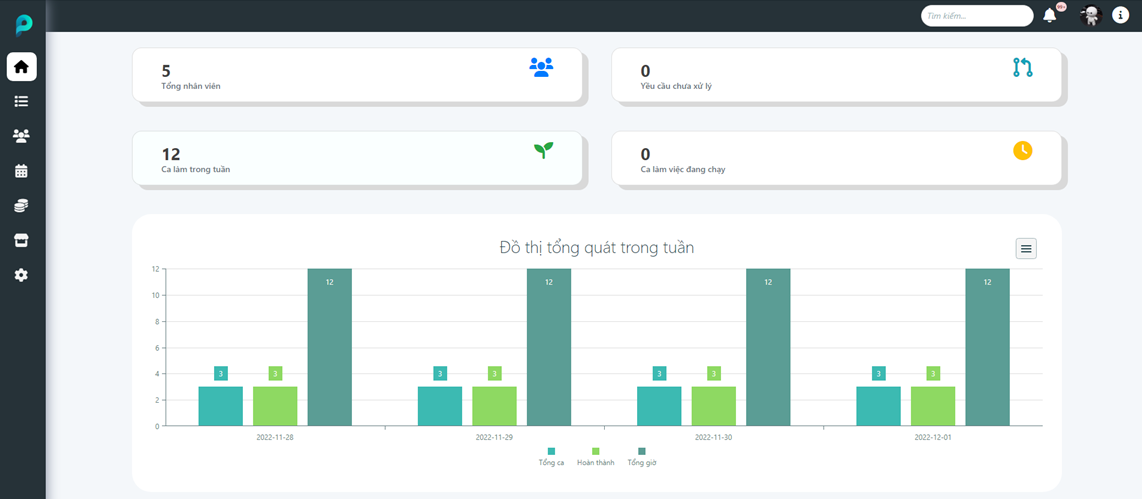 Tìm kiếm...
99+
5
Tổng nhân viên
0
Yêu cầu chưa xử lý
12
Ca làm trong tuần
0
Ca làm việc đang chạy
Đồ thị tổng quát trong tuần
12
10
8
6
4
2
0
3 3 12
3 3 12
3 3 12
3 3 12
2022-11-28 2022-11-29 2022-11-30 2022-12-01
Tổng ca Hoàn thành Tổng giờ